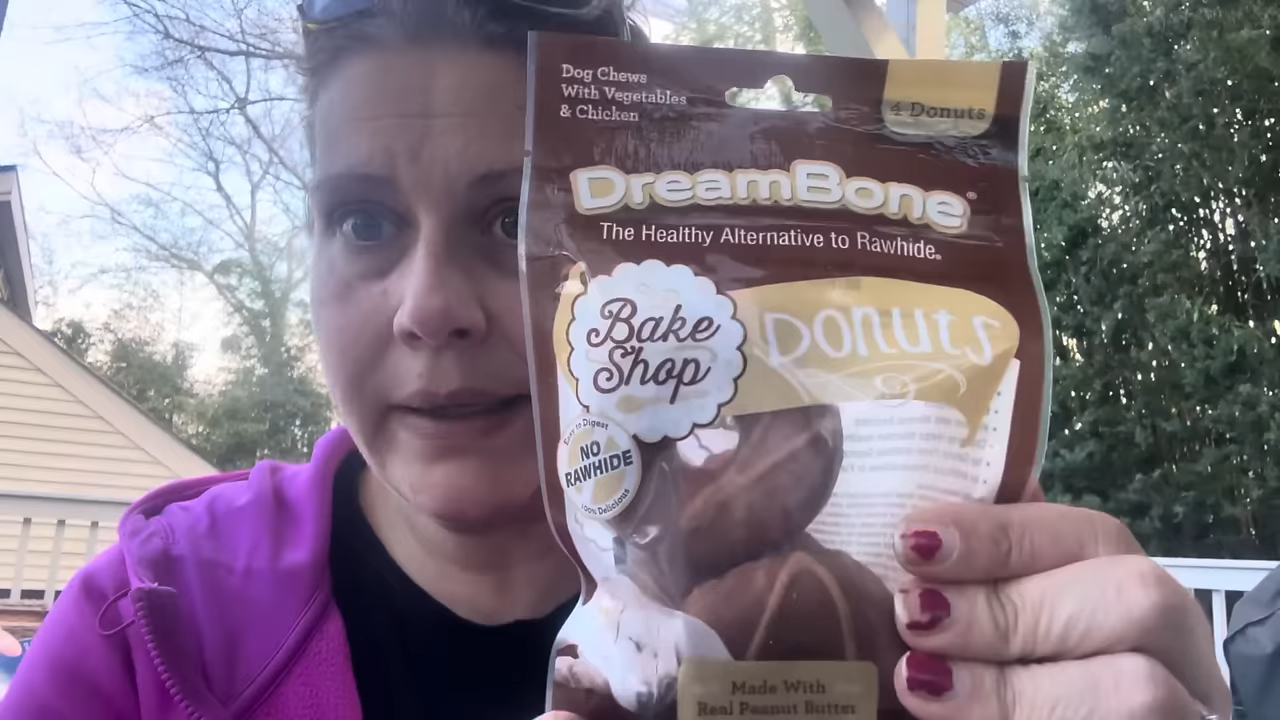 Dog Chews
With Vegetables
& Chicken
4 Donuts
DreamBone®
The Healthy Alternative to Rawhide®
Bake
Shop
DONUTS
Easy to Digest
NO
RAWHIDE
100% Delicious
Made With
Real Peanut Butter